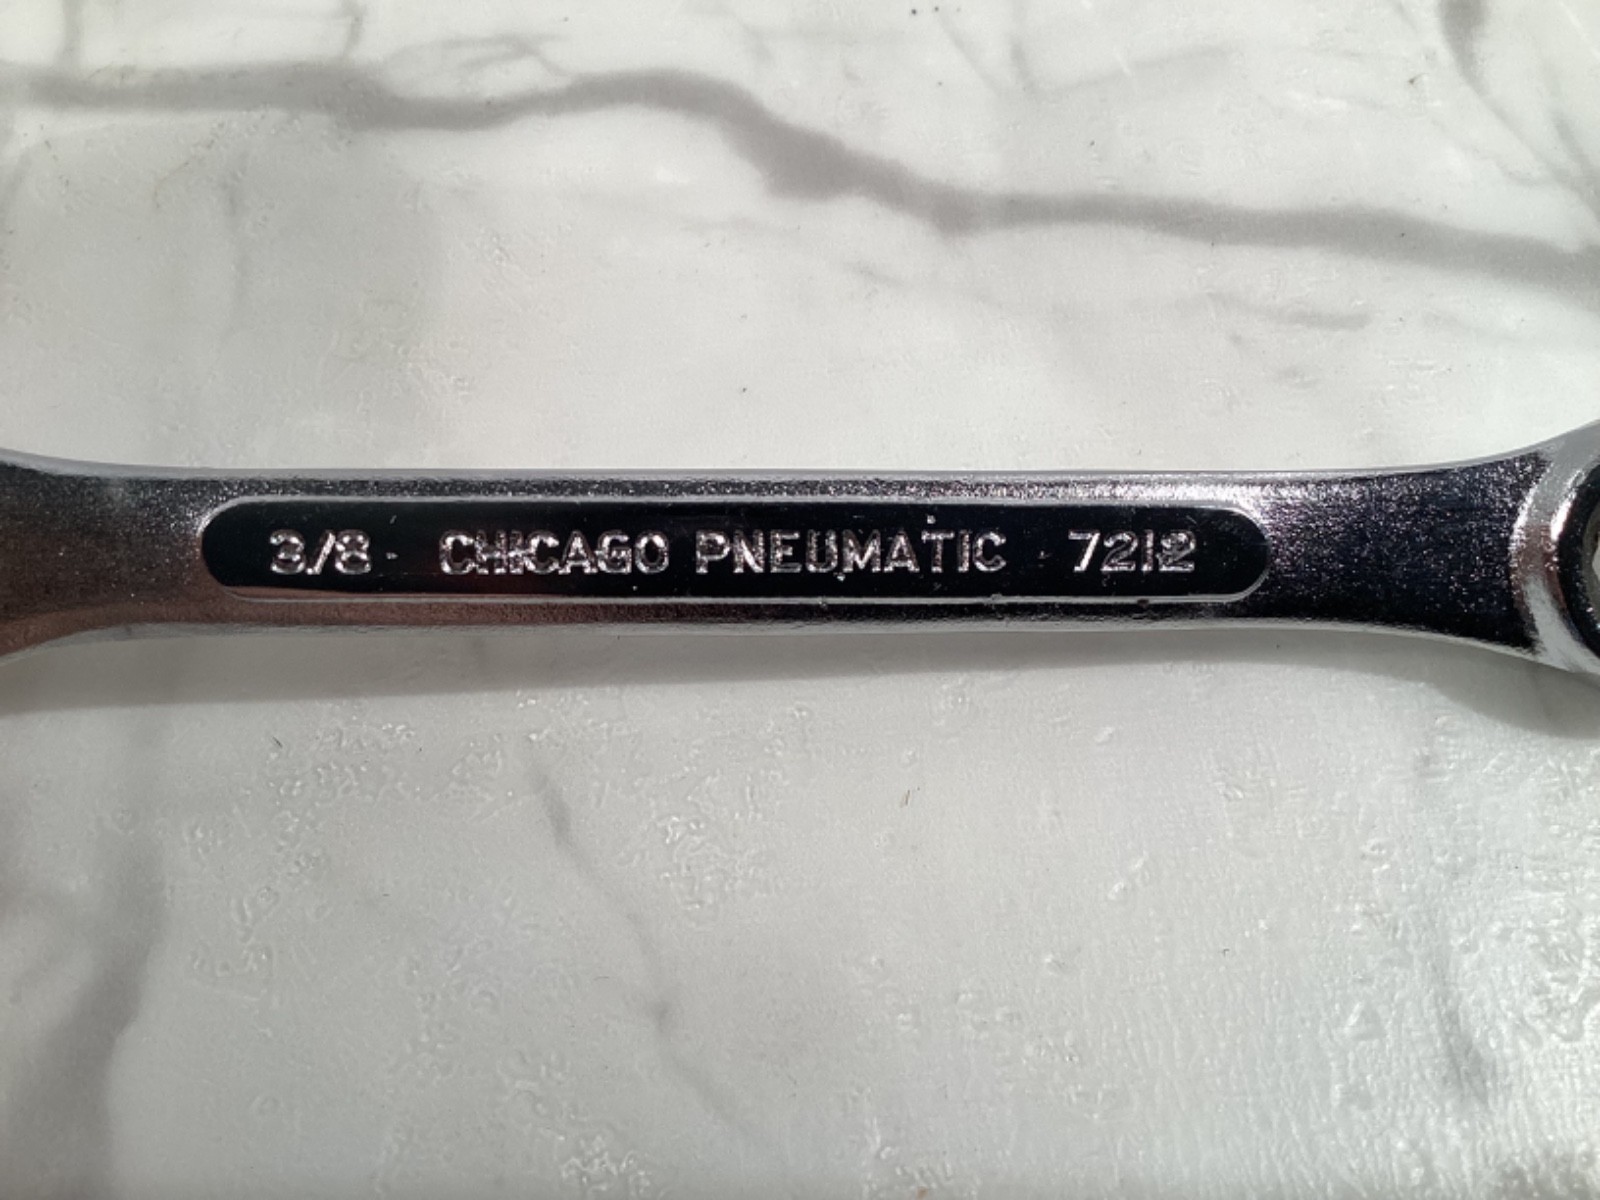 3/8 CHICAGO PNEUMATIC 7212